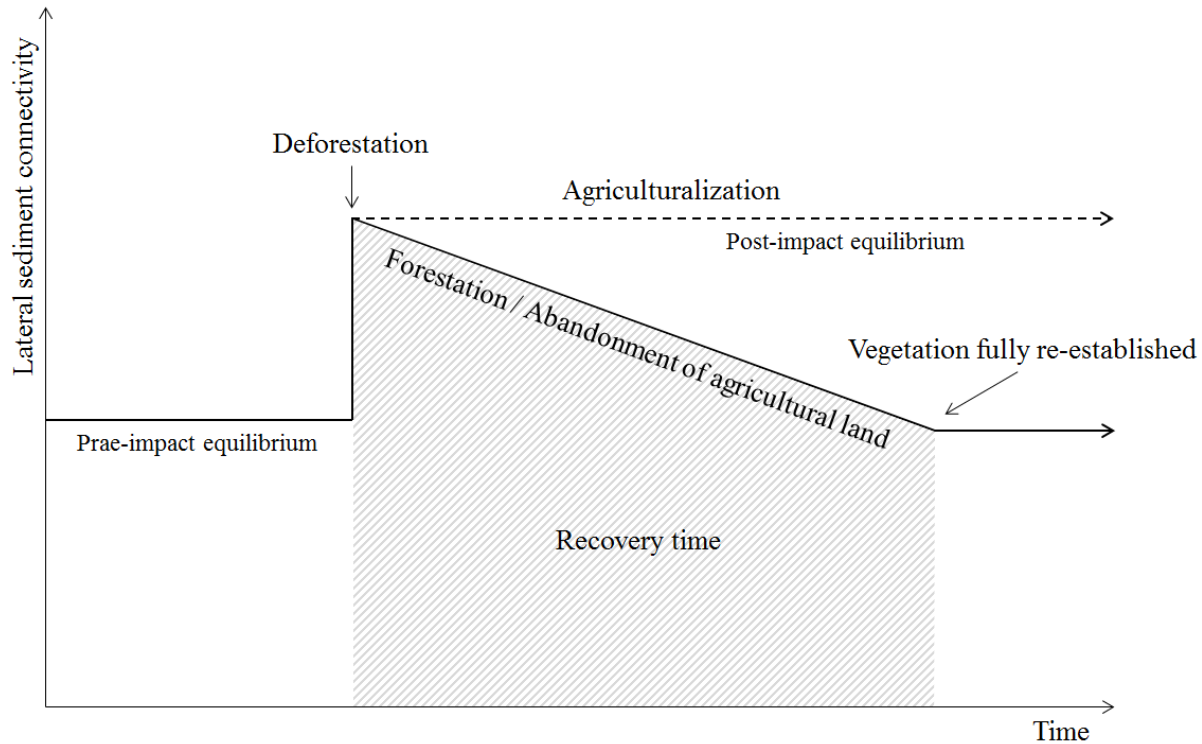 Lateral sediment connectivity
Deforestation
Agriculturalization
Post-impact equilibrium
Forestation / Abandonment of agricultural land
Vegetation fully re-established
Prae-impact equilibrium
Recovery time
Time